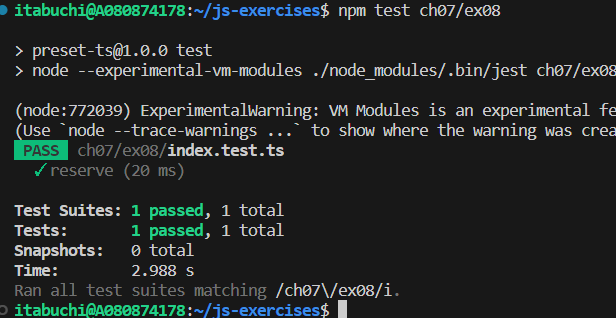 itabuchi@A080874178:~/js-exercises$ npm test ch07/ex08
> preset-ts@1.0.0 test
> node --experimental-vm-modules ./node_modules/.bin/jest ch07/ex08
(node:772039) ExperimentalWarning: VM Modules is an experimental fe
(Use `node --trace-warnings ...` to show where the warning was crea
PASS ch07/ex08/index.test.ts
✓reserve (20 ms)
Test Suites: 1 passed, 1 total
Tests: 1 passed, 1 total
Snapshots: 0 total
Time: 2.988 s
Ran all test suites matching /ch07\/ex08/i.
itabuchi@A080874178:~/js-exercises$